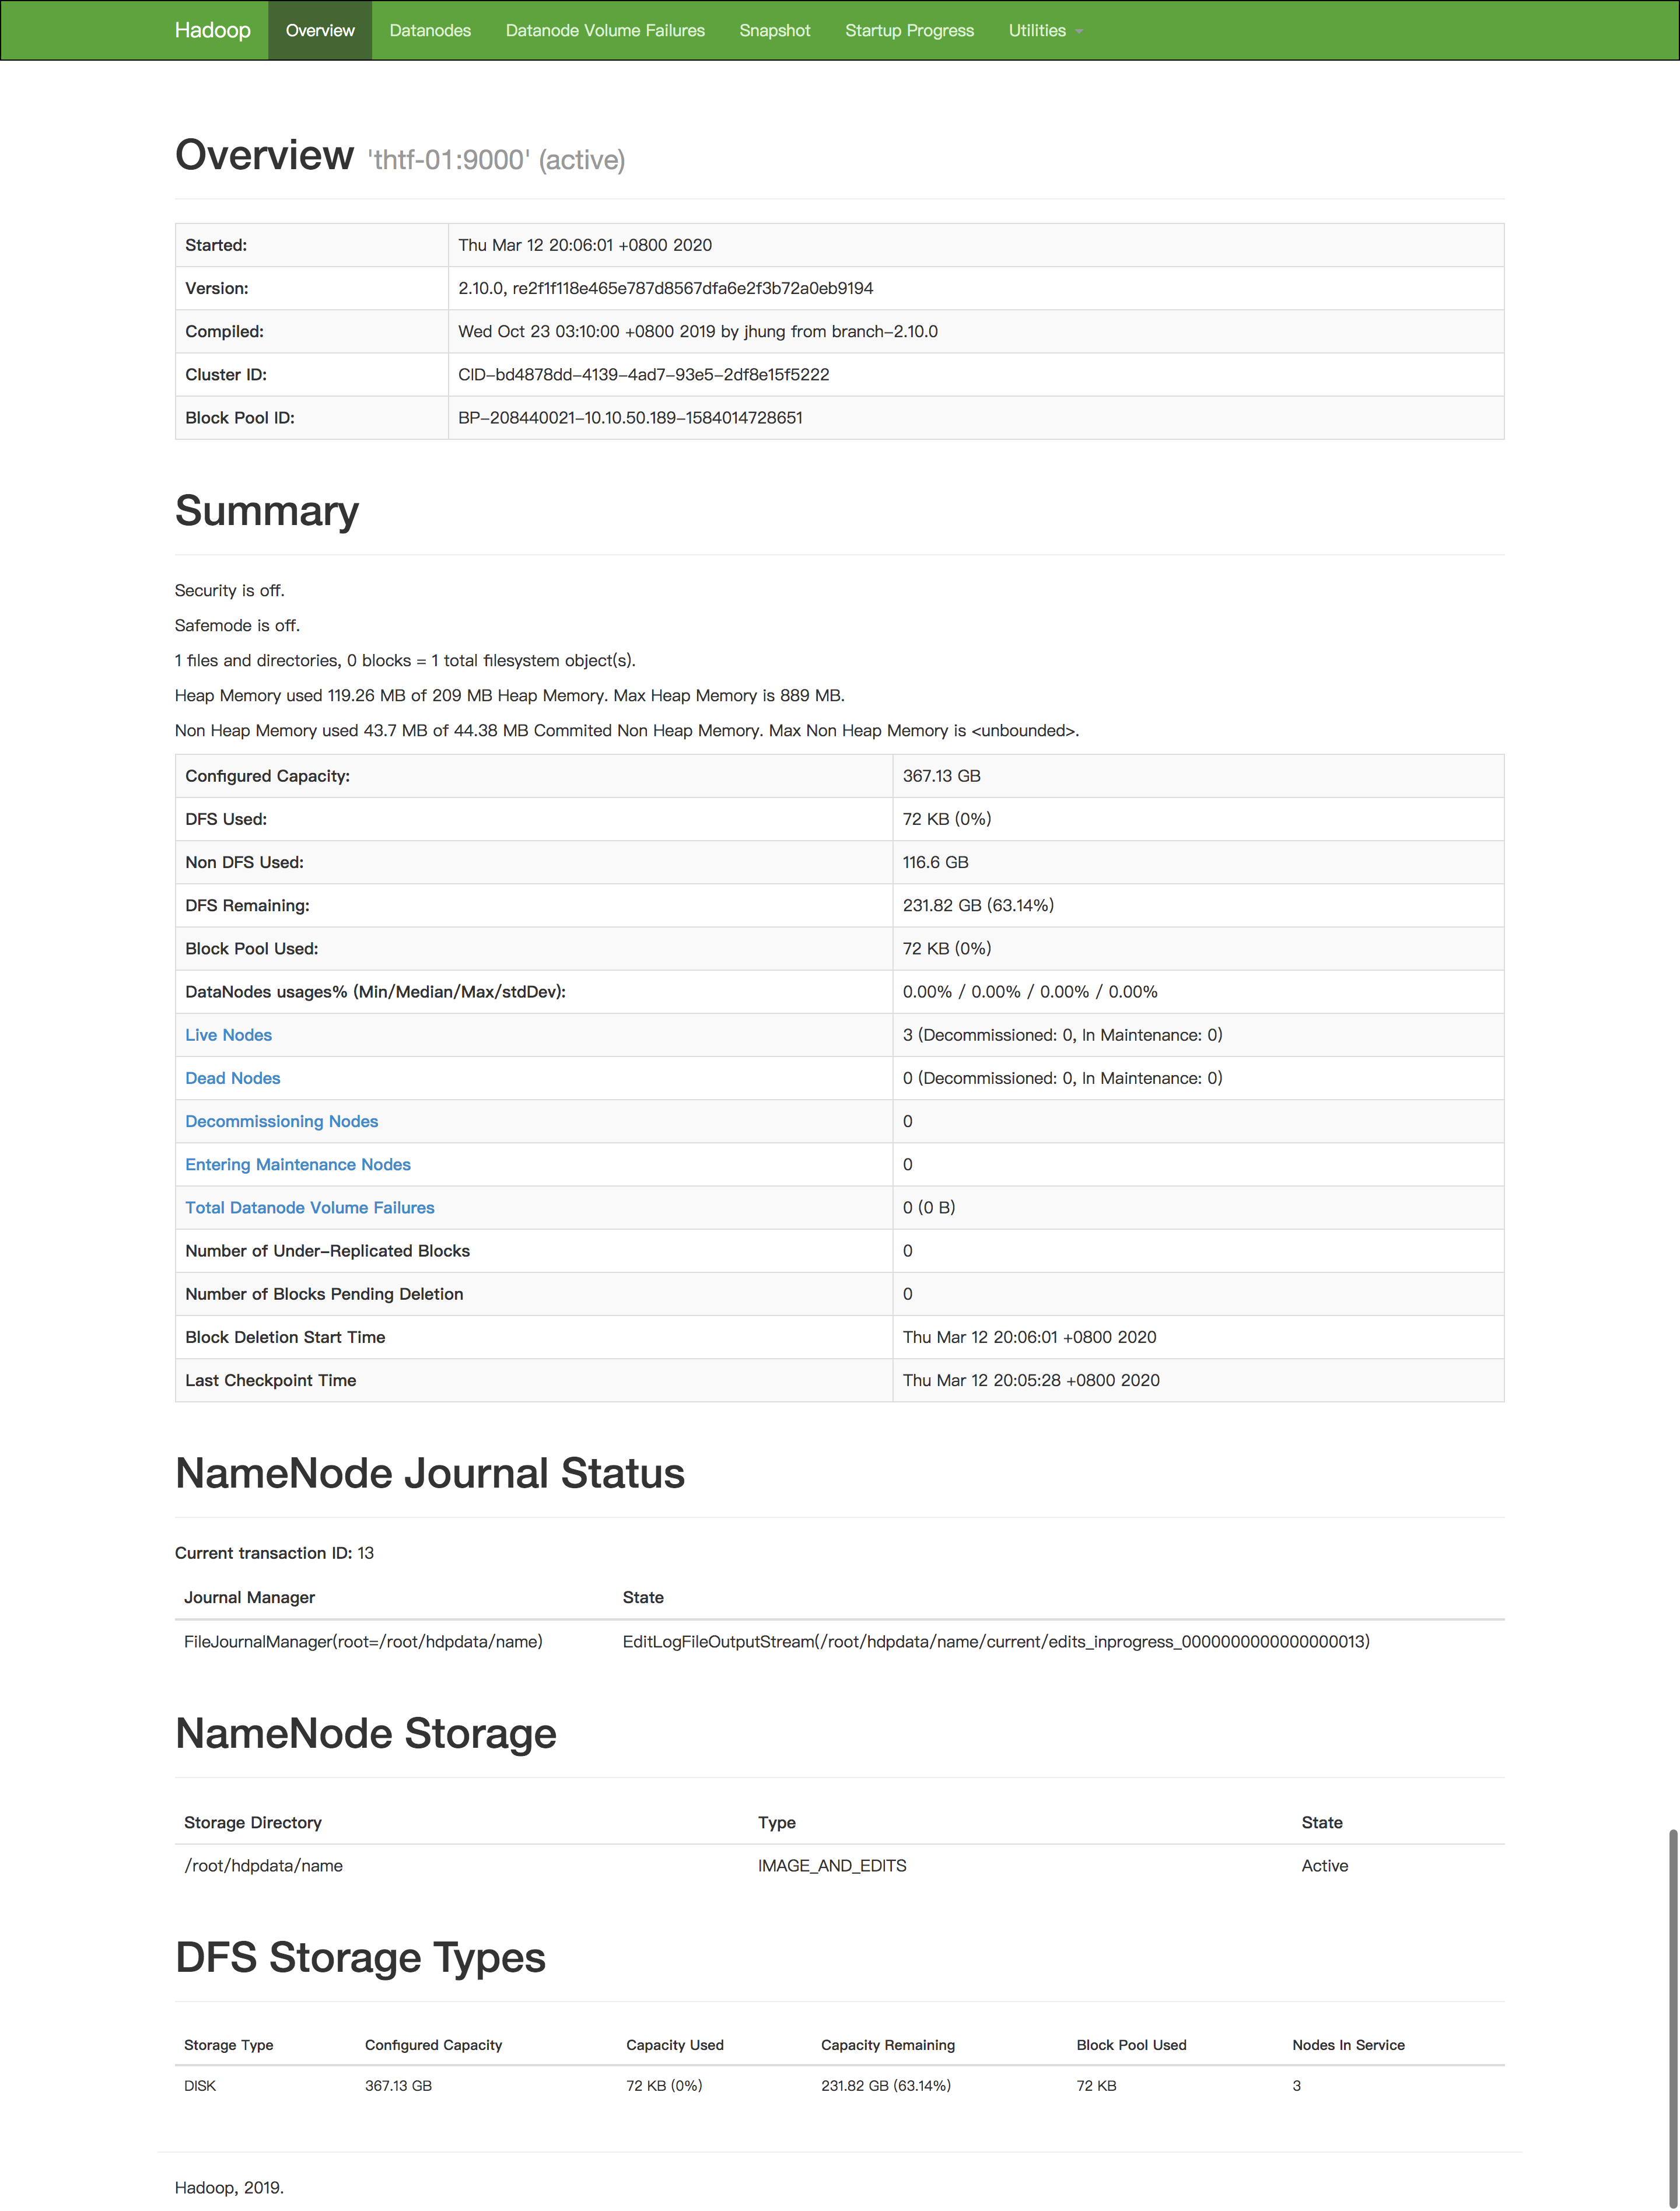 Hadoop Overview Datanodes Datanode Volume Failures Snapshot Startup Progress Utilities
Overview 'thtf-01:9000' (active)
Started: Thu Mar 12 20:06:01 +0800 2020
Version: 2.10.0, re2f1f118e465e787d8567dfa6e2f3b72a0eb9194
Compiled: Wed Oct 23 03:10:00 +0800 2019 by jhung from branch-2.10.0
Cluster ID: CID-bd4878dd-4139-4ad7-93e5-2df8e15f5222
Block Pool ID: BP-208440021-10.10.50.189-1584014728651
Summary
Security is off.
Safemode is off.
1 files and directories, 0 blocks = 1 total filesystem object(s).
Heap Memory used 119.26 MB of 209 MB Heap Memory. Max Heap Memory is 889 MB.
Non Heap Memory used 43.7 MB of 44.38 MB Commited Non Heap Memory. Max Non Heap Memory is <unbounded>.
Configured Capacity: 367.13 GB
DFS Used: 72 KB (0%)
Non DFS Used: 116.6 GB
DFS Remaining: 231.82 GB (63.14%)
Block Pool Used: 72 KB (0%)
DataNodes usages% (Min/Median/Max/stdDev): 0.00% / 0.00% / 0.00% / 0.00%
Live Nodes 3 (Decommissioned: 0, In Maintenance: 0)
Dead Nodes 0 (Decommissioned: 0, In Maintenance: 0)
Decommissioning Nodes 0
Entering Maintenance Nodes 0
Total Datanode Volume Failures 0 (0 B)
Number of Under-Replicated Blocks 0
Number of Blocks Pending Deletion 0
Block Deletion Start Time Thu Mar 12 20:06:01 +0800 2020
Last Checkpoint Time Thu Mar 12 20:05:28 +0800 2020
NameNode Journal Status
Current transaction ID: 13
Journal Manager State
FileJournalManager(root=/root/hdpdata/name) EditLogFileOutputStream(/root/hdpdata/name/current/edits_inprogress_0000000000000000013)
NameNode Storage
Storage Directory Type State
/root/hdpdata/name IMAGE_AND_EDITS Active
DFS Storage Types
Storage Type Configured Capacity Capacity Used Capacity Remaining Block Pool Used Nodes In Service
DISK 367.13 GB 72 KB (0%) 231.82 GB (63.14%) 72 KB 3
Hadoop, 2019.